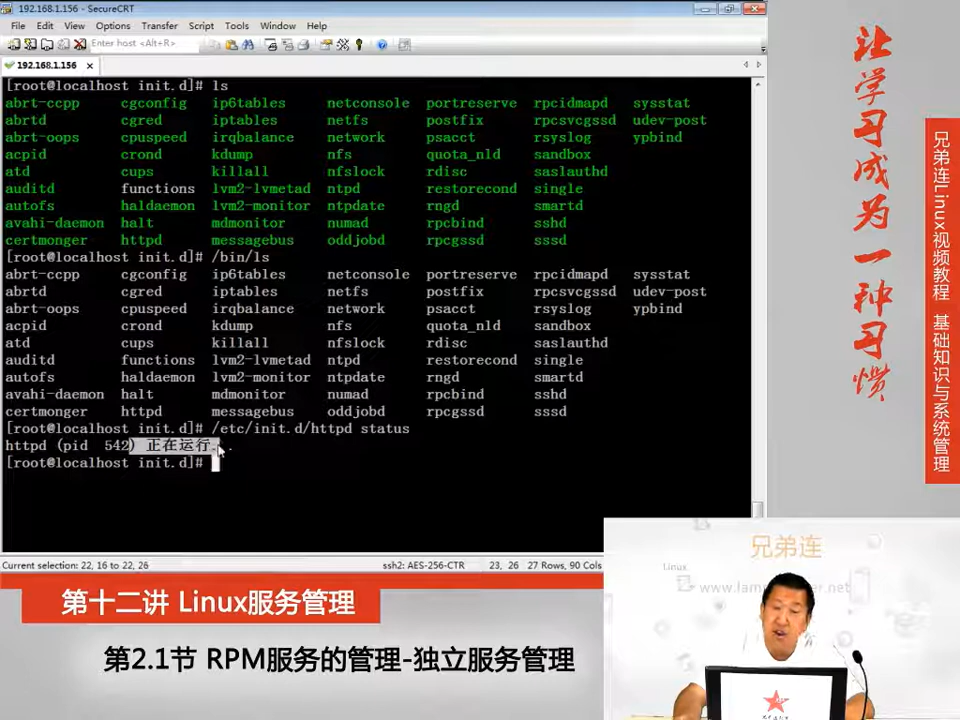 192.168.1.156 - SecureCRT
File Edit View Options Transfer Script Tools Window Help
Enter host <Alt+R>
192.168.1.156
[root@localhost init.d]# ls
abrt-ccpp cgconfig ip6tables netconsole portreserve rpcidmapd sysstat
abrtd cgred iptables netfs postfix rpcsvcgssd udev-post
abrt-oops cpuspeed irqbalance network psacct rsyslog ypbind
acpid crond kdump nfs quota_nld sandbox
atd cups killall nfslock rdisc saslauthd
auditd functions lvm2-lvmetad ntpd restorecond single
autofs haldaemon lvm2-monitor ntpdate rngd smartd
avahi-daemon halt mdmonitor numad rpcbind sshd
certmonger httpd messagebus oddjobd rpcgssd sssd
[root@localhost init.d]# /bin/ls
abrt-ccpp cgconfig ip6tables netconsole portreserve rpcidmapd sysstat
abrtd cgred iptables netfs postfix rpcsvcgssd udev-post
abrt-oops cpuspeed irqbalance network psacct rsyslog ypbind
acpid crond kdump nfs quota_nld sandbox
atd cups killall nfslock rdisc saslauthd
auditd functions lvm2-lvmetad ntpd restorecond single
autofs haldaemon lvm2-monitor ntpdate rngd smartd
avahi-daemon halt mdmonitor numad rpcbind sshd
certmonger httpd messagebus oddjobd rpcgssd sssd
[root@localhost init.d]# /etc/init.d/httpd status
httpd (pid 542) 正在运行...
[root@localhost init.d]#
Current selection: 22, 16 to 22, 26 ssh2: AES-256-CTR 23, 26 27 Rows, 90 Cols
让学习成为一种习惯
兄弟连Linux视频教程 基础知识与系统管理
兄弟连
Linux
第十二讲 Linux服务管理
第2.1节 RPM服务的管理-独立服务管理